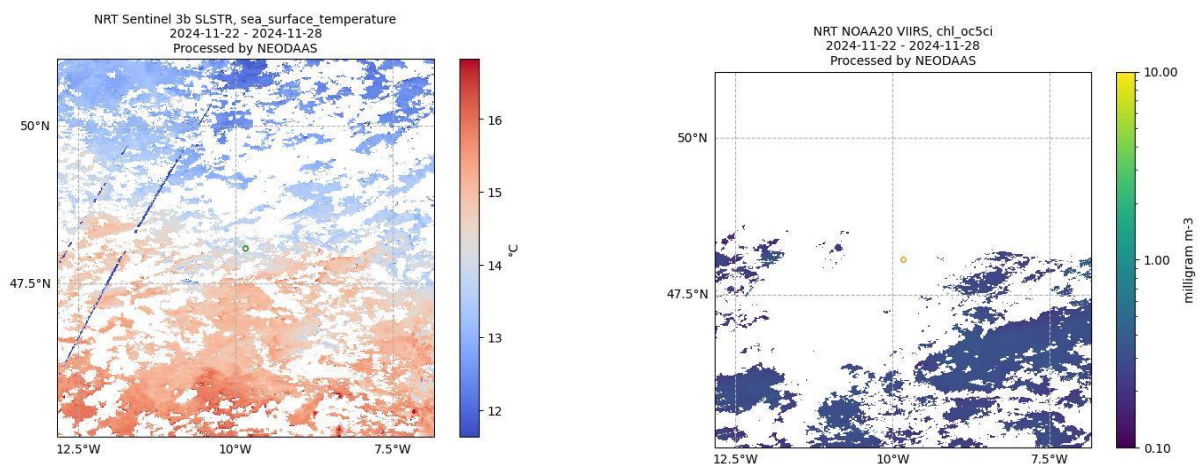 NRT Sentinel 3b SLSTR, sea_surface_temperature
2024-11-22 - 2024-11-28
Processed by NEODAAS
50°N
47.5°N
12.5°W
10°W
7.5°W
16
15
14
13
12
°C
NRT NOAA20 VIIRS, chl_oc5ci
2024-11-22 - 2024-11-28
Processed by NEODAAS
50°N
47.5°N
12.5°W
10°W
7.5°W
10.00
1.00
0.10
milligram m-3